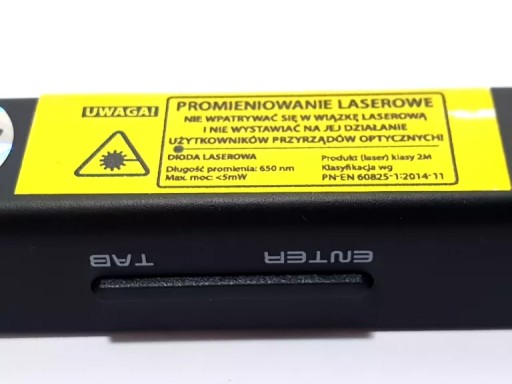 UWAGA!
PROMIENIOWANIE LASEROWE
NIE WPATRYWAĆ SIĘ W WIĄZKĘ LASEROWĄ
I NIE WYSTAWIAĆ NA JEJ DZIAŁANIE
UŻYTKOWNIKÓW PRZYRZĄDÓW OPTYCZNYCH!
DIODA LASEROWA
Długość promienia: 650 nm
Max. moc: <5mW
Produkt (laser) klasy 2M
Klasyfikacja wg
PN-EN 60825-1:2014-11
TAB
ENTER